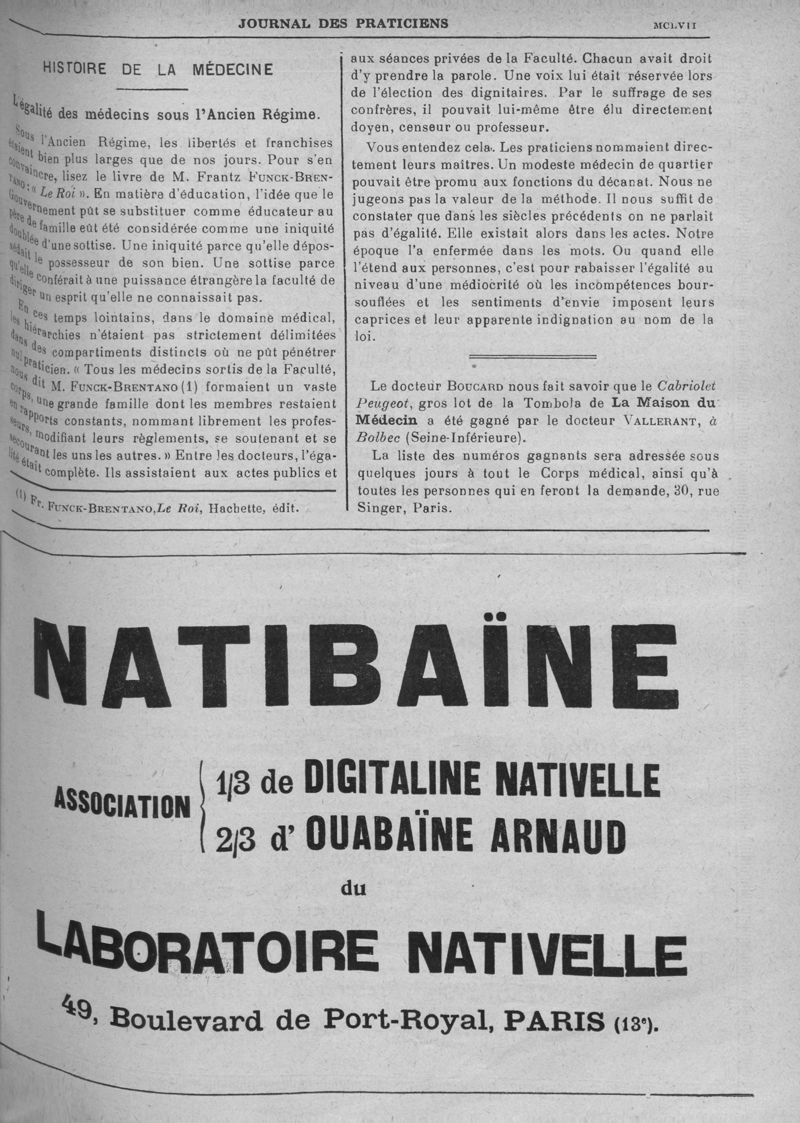 JOURNAL DES PRATICIENS
MCLVII
HISTOIRE DE LA MÉDECINE
L'égalité des médecins sous l'Ancien Régime.
Sous l'Ancien Régime, les libertés et franchises
étaient bien plus larges que de nos jours. Pour s'en
convaincre, lisez le livre de M. Frantz FUNCK-BREN-
TANO : « Le Roi ». En matière d'éducation, l'idée que le
Gouvernement pût se substituer comme éducateur au
père de famille eût été considérée comme une iniquité
doublée d'une sottise. Une iniquité parce qu'elle dépos-
sédait le possesseur de son bien. Une sottise parce
qu'elle conférait à une puissance étrangère la faculté de
diriger un esprit qu'elle ne connaissait pas.
En ces temps lointains, dans le domaine médical,
les hiérarchies n'étaient pas strictement délimitées
dans des compartiments distincts où ne pût pénétrer
nul praticien. « Tous les médecins sortis de la Faculté,
nous dit M. FUNCK-BRENTANO (1) formaient un vaste
corps, une grande famille dont les membres restaient
en rapports constants, nommant librement les profes-
seurs, modifiant leurs règlements, se soutenant et se
secourant les uns les autres. » Entre les docteurs, l'éga-
lité était complète. Ils assistaient aux actes publics et
(1) Fr. FUNCK-BRENTANO, Le Roi, Hachette, édit.
aux séances privées de la Faculté. Chacun avait droit
d'y prendre la parole. Une voix lui était réservée lors
de l'élection des dignitaires. Par le suffrage de ses
confrères, il pouvait lui-même être élu directement
doyen, censeur ou professeur.
Vous entendez cela. Les praticiens nommaient direc-
tement leurs maîtres. Un modeste médecin de quartier
pouvait être promu aux fonctions du décanat. Nous ne
jugeons pas la valeur de la méthode. Il nous suffit de
constater que dans les siècles précédents on ne parlait
pas d'égalité. Elle existait alors dans les actes. Notre
époque l'a enfermée dans les mots. Ou quand elle
l'étend aux personnes, c'est pour rabaisser l'égalité au
niveau d'une médiocrité où les incompétences bour-
souflées et les sentiments d'envie imposent leurs
caprices et leur apparente indignation au nom de la
loi.
Le docteur BOUCARD nous fait savoir que le Cabriolet
Peugeot, gros lot de la Tombola de La Maison du
Médecin a été gagné par le docteur VALLERANT, à
Bolbec (Seine-Inférieure).
La liste des numéros gagnants sera adressée sous
quelques jours à tout le Corps médical, ainsi qu'à
toutes les personnes qui en feront la demande, 30, rue
Singer, Paris.
NATIBAÏNE
ASSOCIATION
1/3 de DIGITALINE NATIVELLE
2/3 d' OUABAÏNE ARNAUD
du
LABORATOIRE NATIVELLE
49, Boulevard de Port-Royal, PARIS (13e).